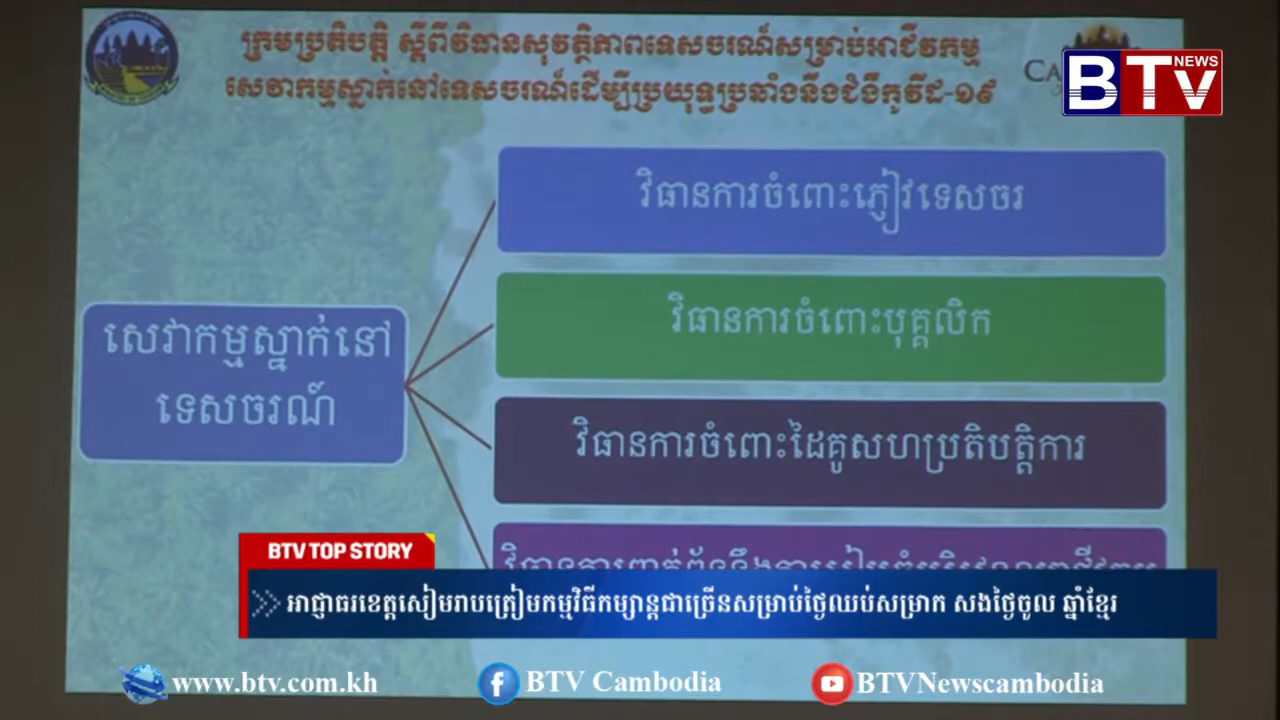 ក្រមប្រតិបត្តិ ស្តីពីវិធានសុវត្ថិភាពទេសចរណ៍សម្រាប់អាជីវកម្ម
សេវាកម្មស្នាក់នៅទេសចរណ៍ដើម្បីប្រយុទ្ធប្រឆាំងនឹងជំងឺកូវីដ-១៩
CA
BTV NEWS
វិធានការចំពោះភ្ញៀវទេសចរ
វិធានការចំពោះបុគ្គលិក
សេវាកម្មស្នាក់នៅ
ទេសចរណ៍
វិធានការចំពោះដៃគូសហប្រតិបត្តិការ
BTV TOP STORY
អាជ្ញាធរខេត្តសៀមរាបត្រៀមកម្មវិធីកម្សាន្តជាច្រើនសម្រាប់ថ្ងៃឈប់សម្រាក សងថ្ងៃចូល ឆ្នាំខ្មែរ
www.btv.com.kh
BTV Cambodia
BTVNewscambodia